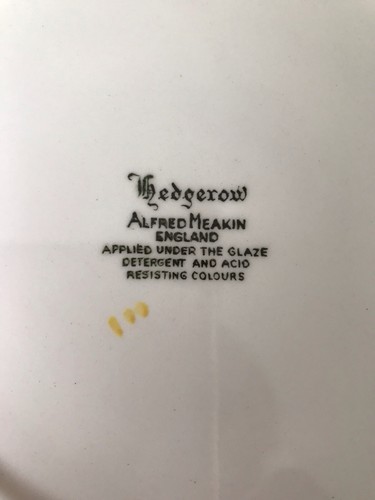 Hedgerow
ALFRED MEAKIN
ENGLAND
APPLIED UNDER THE GLAZE
DETERGENT AND ACID
RESISTING COLOURS